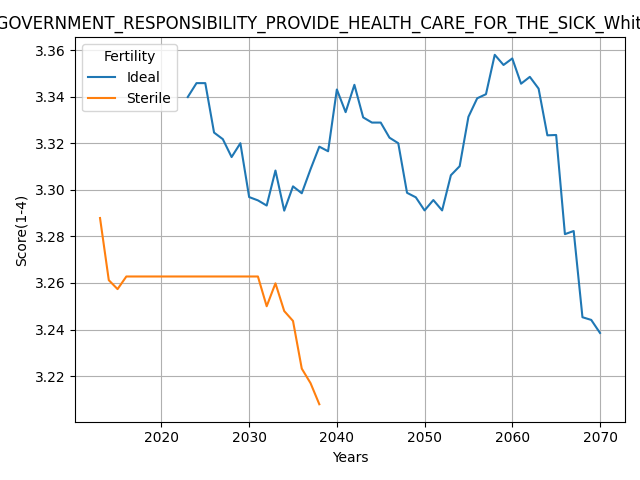 GOVERNMENT_RESPONSIBILITY_PROVIDE_HEALTH_CARE_FOR_THE_SICK_Whit
Fertility
Ideal
Sterile
3.36
3.34
3.32
3.30
3.28
3.26
3.24
3.22
Score(1-4)
2020 2030 2040 2050 2060 2070
Years